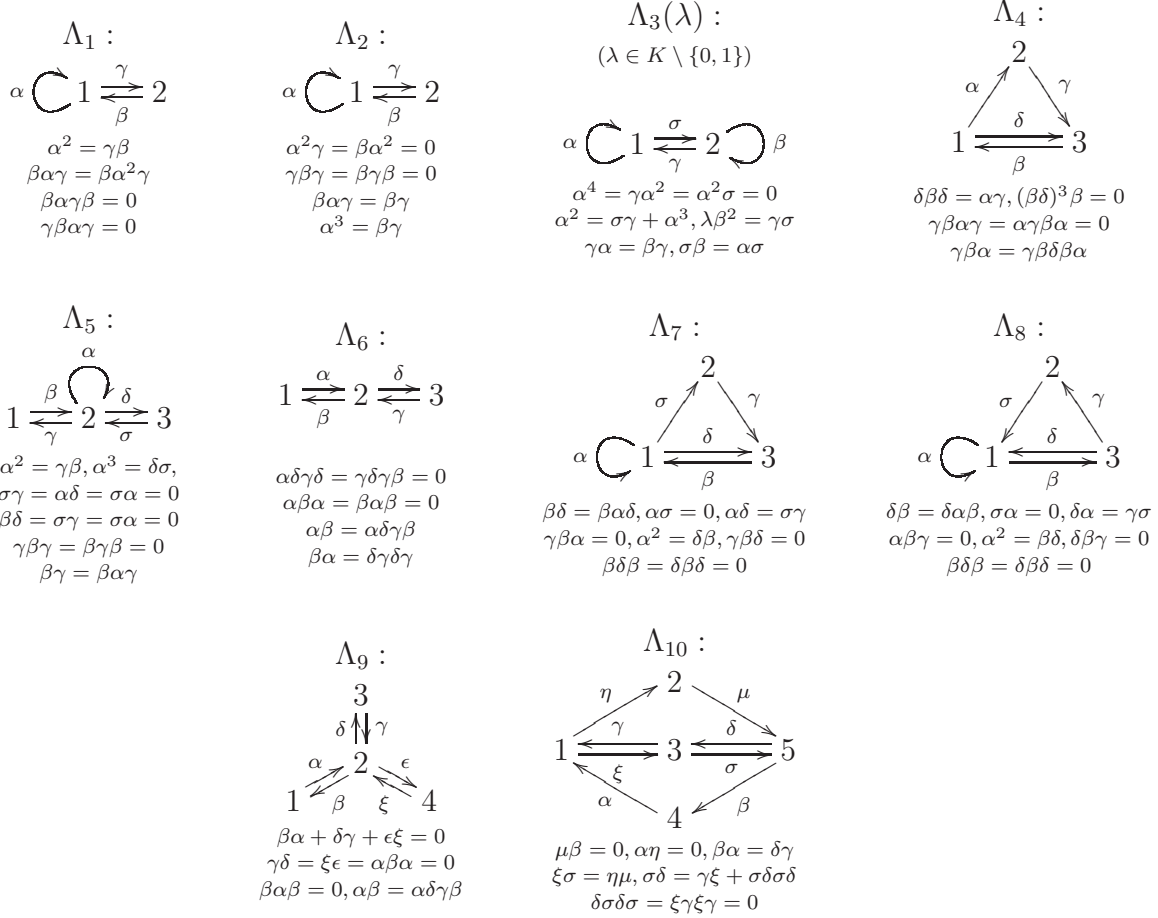 Λ₁ :
α
1
γ
β
2
α² = γβ
βαγ = βα²γ
βαγβ = 0
γβαγ = 0
Λ₂ :
α
1
γ
β
2
α²γ = βα² = 0
γβγ = βγβ = 0
βαγ = βγ
α³ = βγ
Λ₃(λ) :
(λ ∈ K \ {0, 1})
α
1
σ
γ
2
β
α⁴ = γα² = α²σ = 0
α² = σγ + α³, λβ² = γσ
γα = βγ, σβ = ασ
Λ₄ :
2
α
γ
1
δ
β
3
δβδ = αγ, (βδ)³β = 0
γβαγ = αγβα = 0
γβα = γβδβα
Λ₅ :
α
1
β
γ
2
δ
σ
3
α² = γβ, α³ = δσ,
σγ = αδ = σα = 0
βδ = σγ = σα = 0
γβγ = βγβ = 0
βγ = βαγ
Λ₆ :
1
α
β
2
δ
γ
3
αδγδ = γδγβ = 0
αβα = βαβ = 0
αβ = αδγβ
βα = δγδγ
Λ₇ :
2
σ
γ
α
1
δ
β
3
βδ = βαδ, ασ = 0, αδ = σγ
γβα = 0, α² = δβ, γβδ = 0
βδβ = δβδ = 0
Λ₈ :
2
σ
γ
α
1
δ
β
3
δβ = δαβ, σα = 0, δα = γσ
αβγ = 0, α² = βδ, δβγ = 0
βδβ = δβδ = 0
Λ₉ :
3
δ
γ
2
α
ϵ
1
β
ξ
4
βα + δγ + ϵξ = 0
γδ = ξϵ = αβα = 0
βαβ = 0, αβ = αδγβ
Λ₁₀ :
2
η
μ
1
γ
ξ
3
δ
σ
5
α
β
4
μβ = 0, αη = 0, βα = δγ
ξσ = ημ, σδ = γξ + σδσδ
δσδσ = ξγξγ = 0